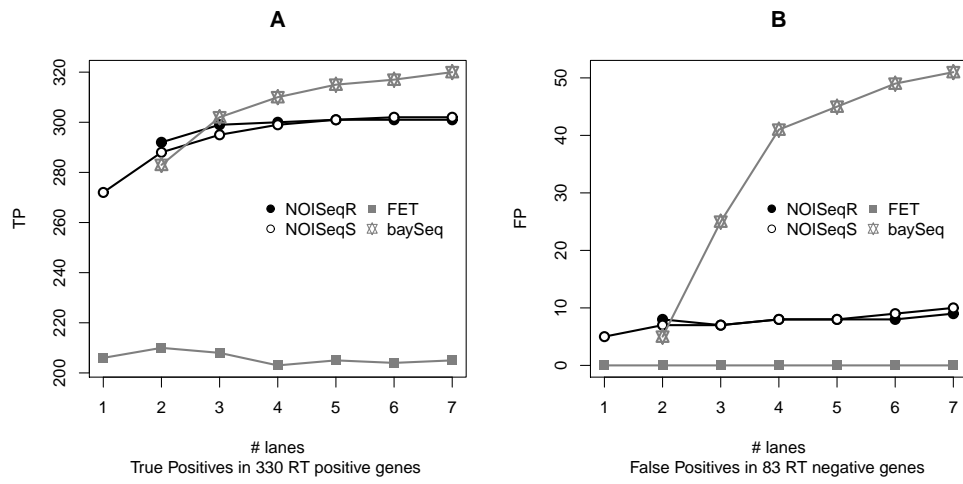 A
TP
320
300
280
260
240
220
200
NOISeqR
NOISeqS
FET
baySeq
1 2 3 4 5 6 7
# lanes
True Positives in 330 RT positive genes
B
FP
50
40
30
20
10
0
NOISeqR
NOISeqS
FET
baySeq
1 2 3 4 5 6 7
# lanes
False Positives in 83 RT negative genes